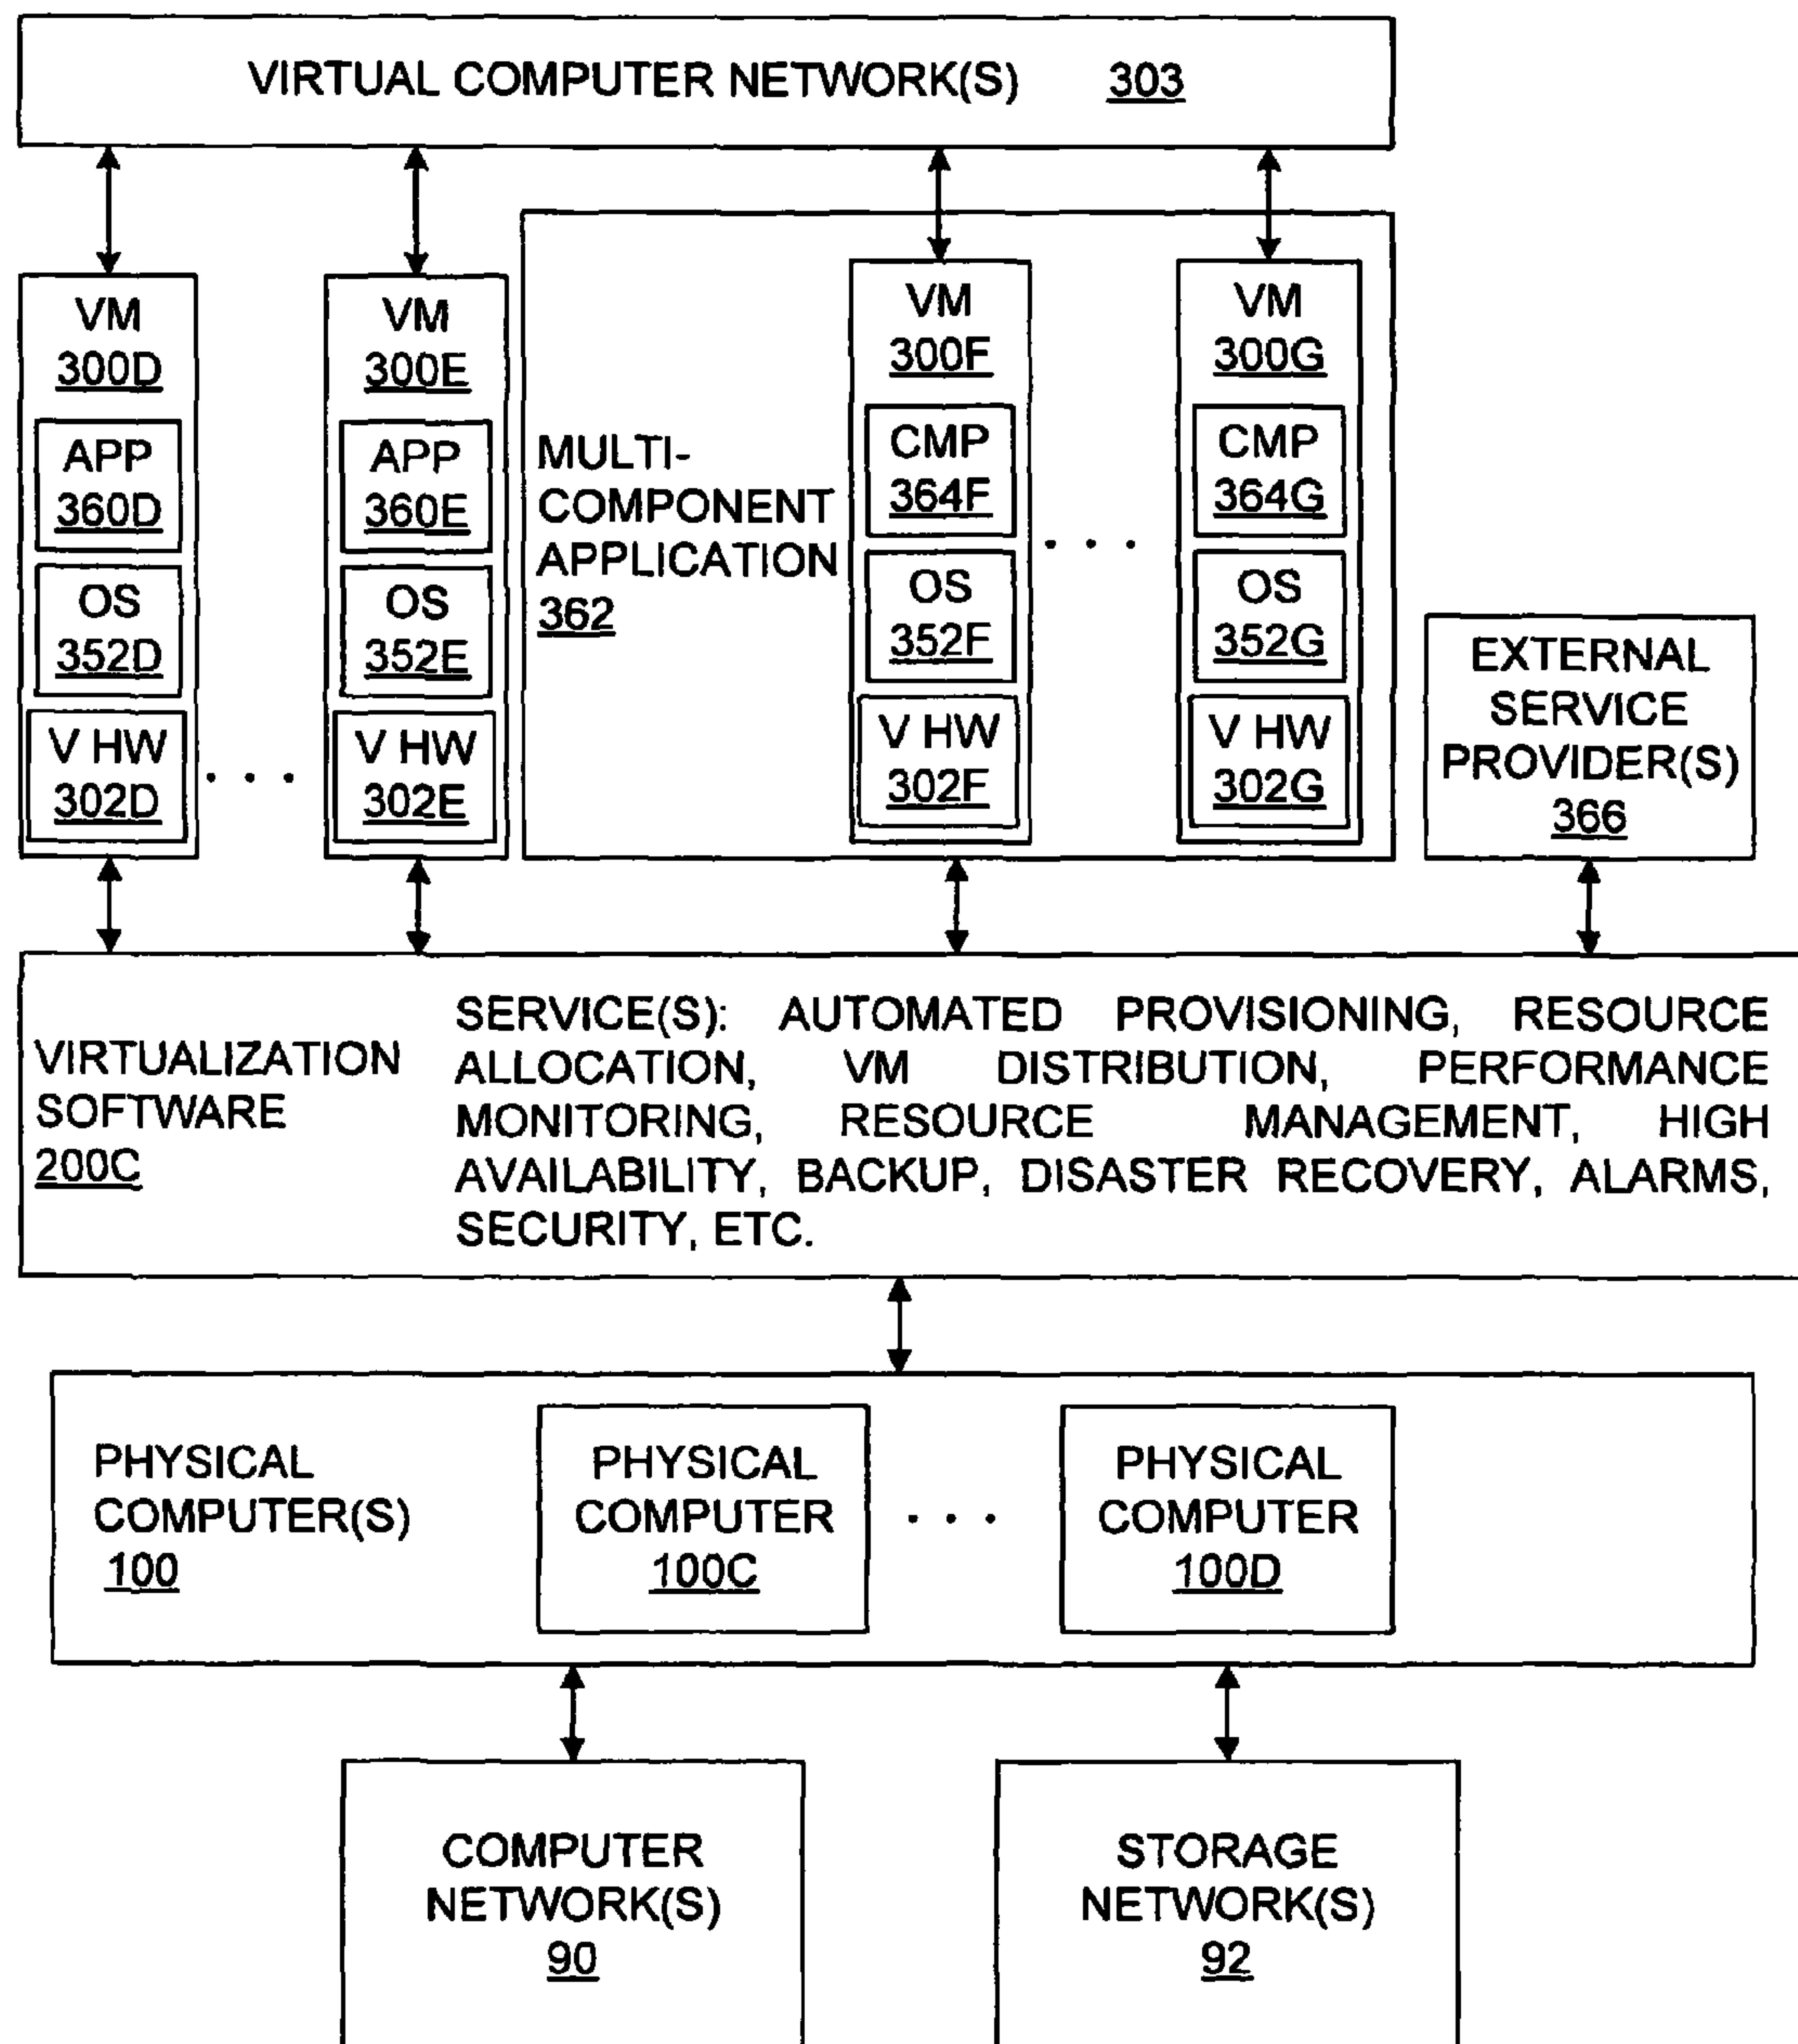 VIRTUAL COMPUTER NETWORK(S) 303
VM
300D
APP
360D
OS
352D
V HW
302D
. . .
VM
300E
APP
360E
OS
352E
V HW
302E
MULTI-
COMPONENT
APPLICATION
362
VM
300F
CMP
364F
OS
352F
V HW
302F
. . .
VM
300G
CMP
364G
OS
352G
V HW
302G
EXTERNAL
SERVICE
PROVIDER(S)
366
VIRTUALIZATION
SOFTWARE
200C
SERVICE(S): AUTOMATED PROVISIONING, RESOURCE
ALLOCATION, VM DISTRIBUTION, PERFORMANCE
MONITORING, RESOURCE MANAGEMENT, HIGH
AVAILABILITY, BACKUP, DISASTER RECOVERY, ALARMS,
SECURITY, ETC.
PHYSICAL
COMPUTER(S)
100
PHYSICAL
COMPUTER
100C
. . .
PHYSICAL
COMPUTER
100D
COMPUTER
NETWORK(S)
90
STORAGE
NETWORK(S)
92